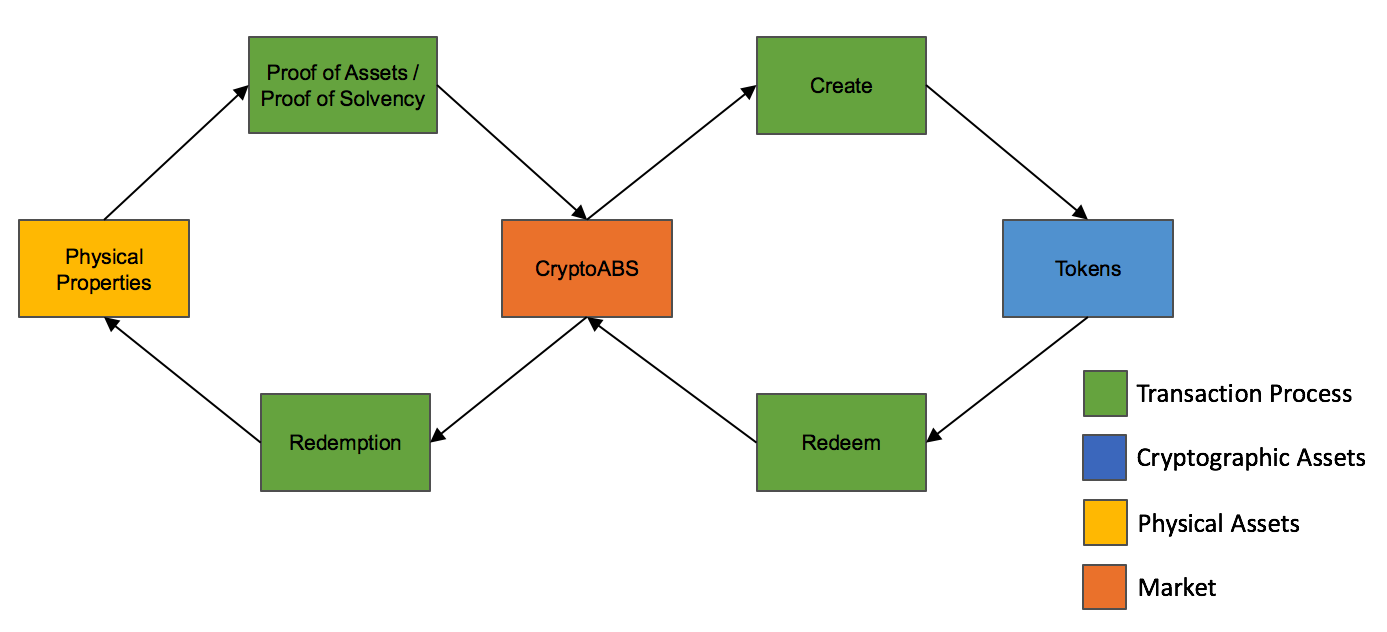 Proof of Assets /
Proof of Solvency
Create
Physical
Properties
CryptoABS
Tokens
Redemption
Redeem
Transaction Process
Cryptographic Assets
Physical Assets
Market